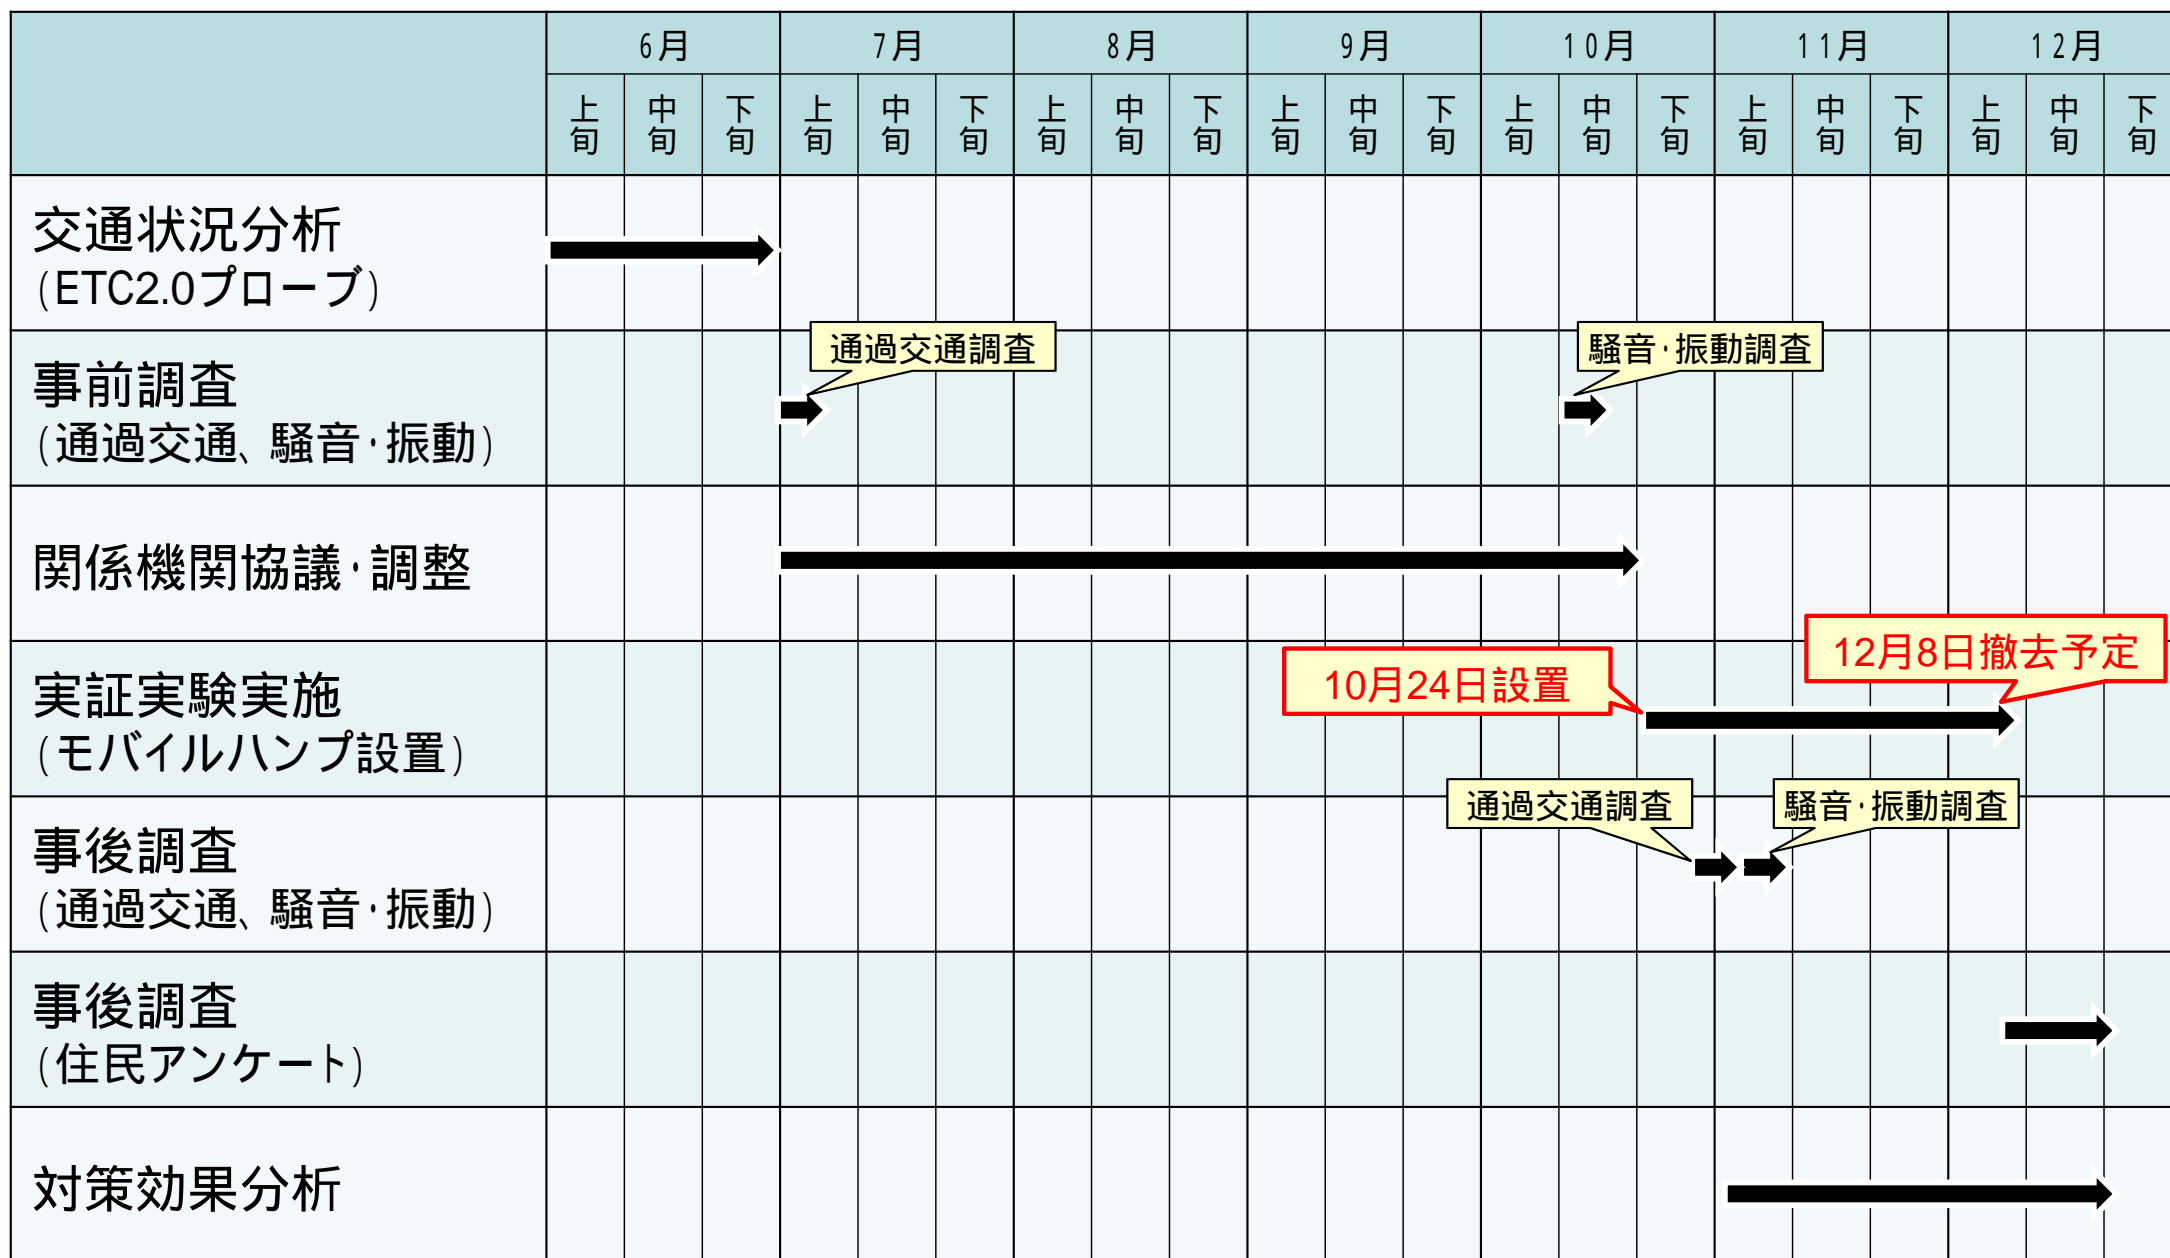 6月 7月 8月 9月 10月 11月 12月
上旬 中旬 下旬 上旬 中旬 下旬 上旬 中旬 下旬 上旬 中旬 下旬 上旬 中旬 下旬 上旬 中旬 下旬 上旬 中旬 下旬
交通状況分析
(ETC2.0プローブ)
通過交通調査
騒音・振動調査
事前調査
(通過交通、騒音・振動)
関係機関協議・調整
12月8日撤去予定
10月24日設置
実証実験実施
(モバイルハンプ設置)
通過交通調査
騒音・振動調査
事後調査
(通過交通、騒音・振動)
事後調査
(住民アンケート)
対策効果分析